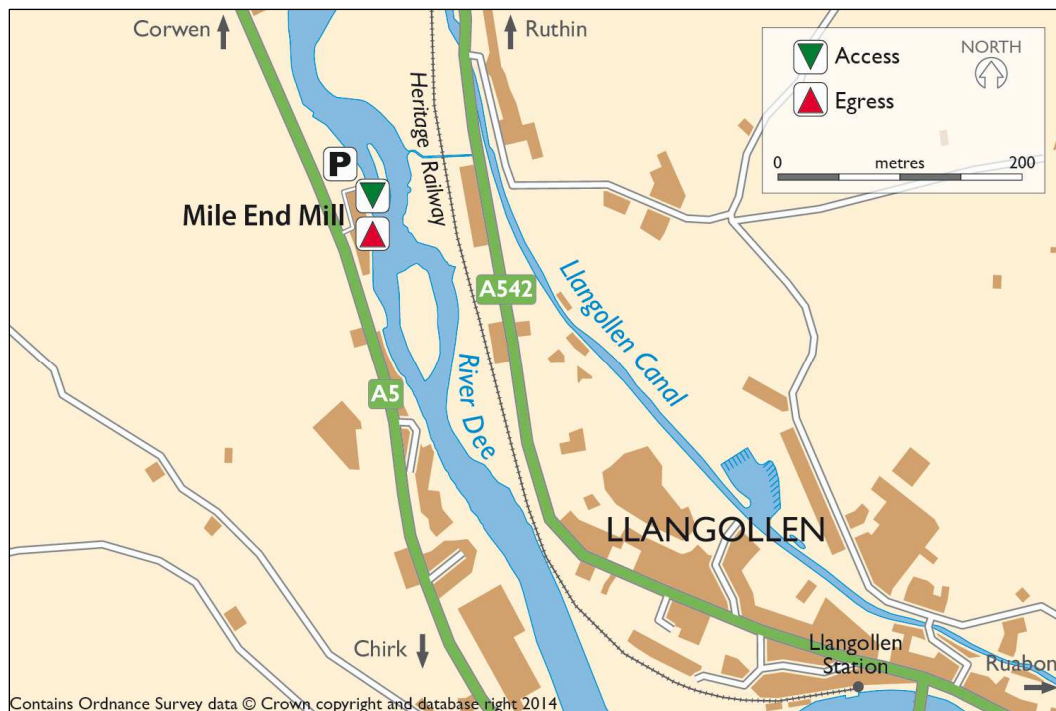 Corwen
Ruthin
NORTH
Access
Egress
0 metres 200
Heritage Railway
P
Mile End Mill
A542
Llangollen Canal
A5
River Dee
LLANGOLLEN
Chirk
Llangollen
Station
Ruabon
Contains Ordnance Survey data © Crown copyright and database right 2014